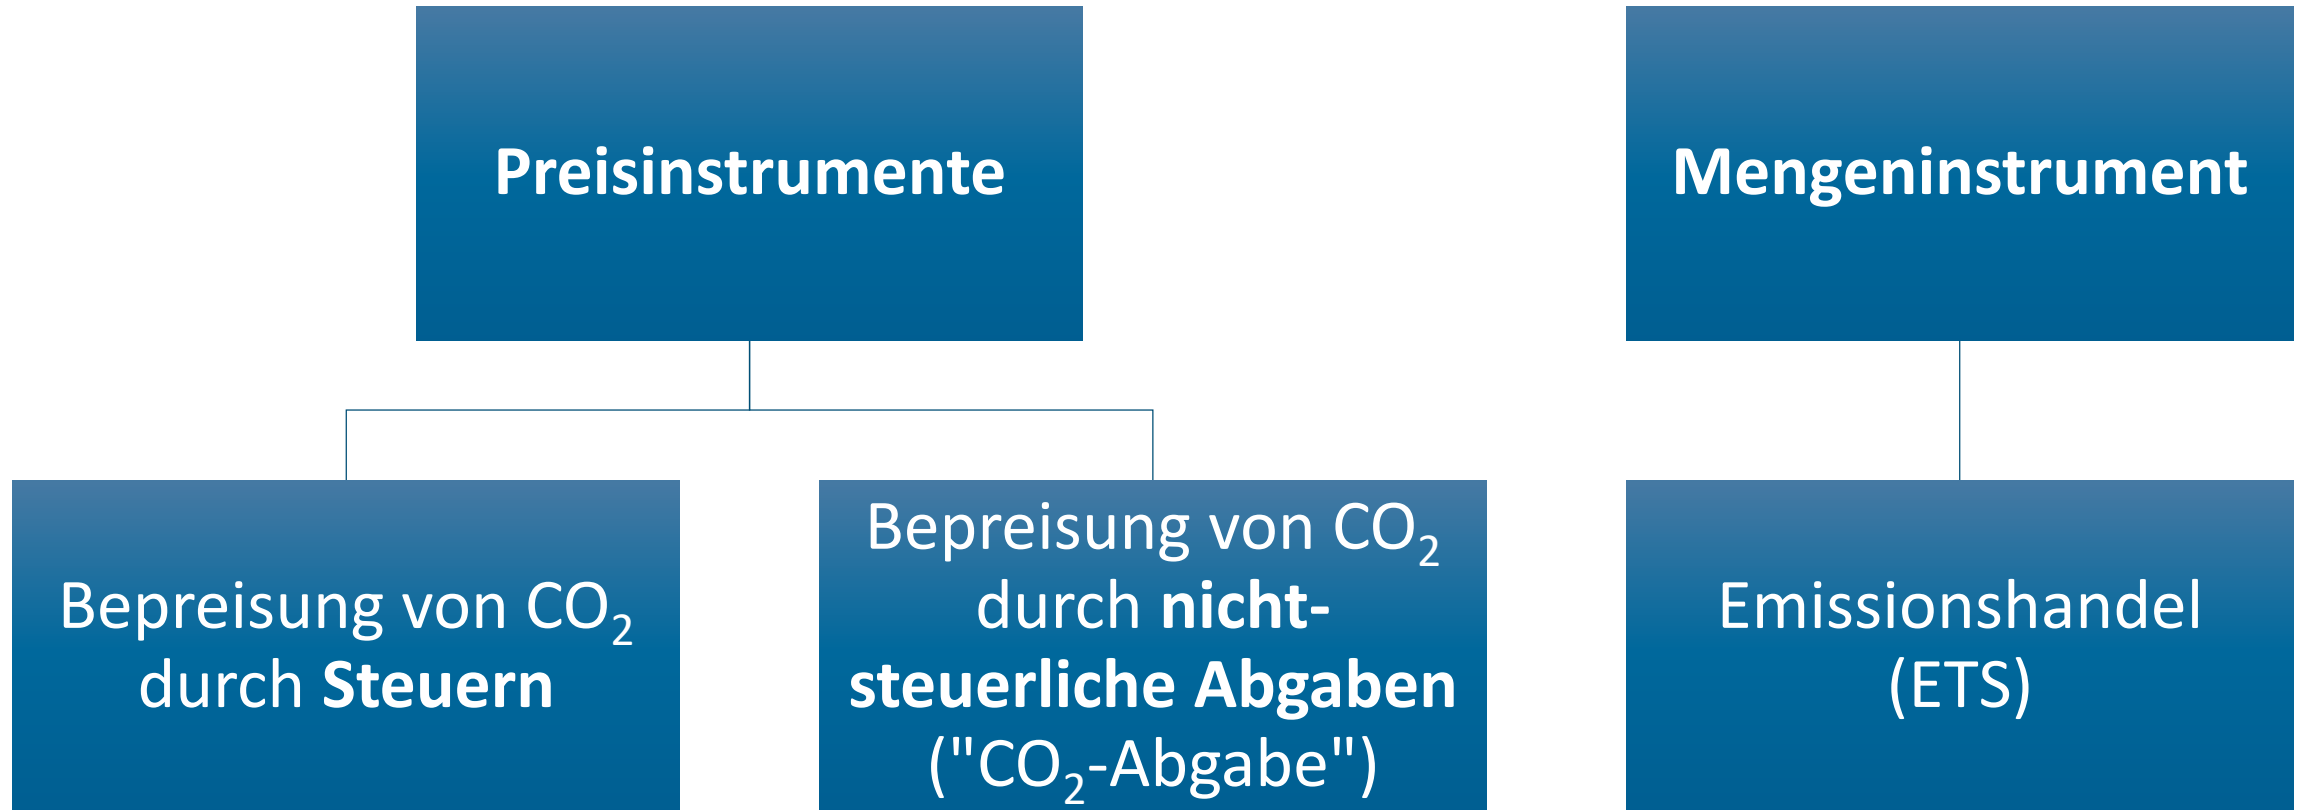 Preisinstrumente
Mengeninstrument
Bepreisung von CO₂
durch Steuern
Bepreisung von CO₂
durch nicht-
steuerliche Abgaben
("CO₂-Abgabe")
Emissionshandel
(ETS)